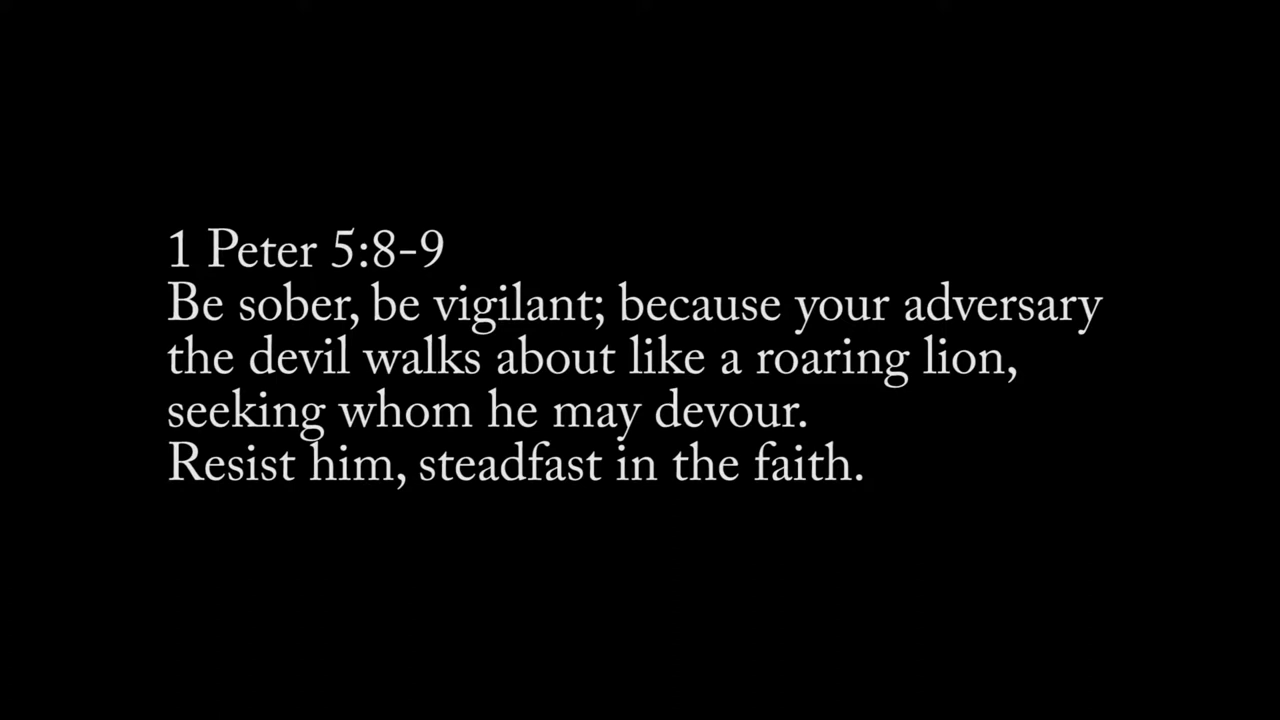 1 Peter 5:8-9
Be sober, be vigilant; because your adversary
the devil walks about like a roaring lion,
seeking whom he may devour.
Resist him, steadfast in the faith.